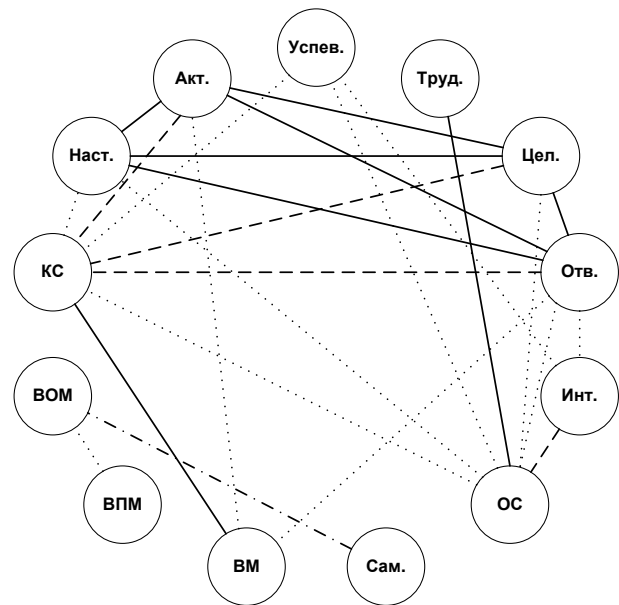 Успев.
Акт.
Труд.
Наст.
Цел.
КС
Отв.
ВОМ
Инт.
ВПМ
ОС
ВМ
Сам.